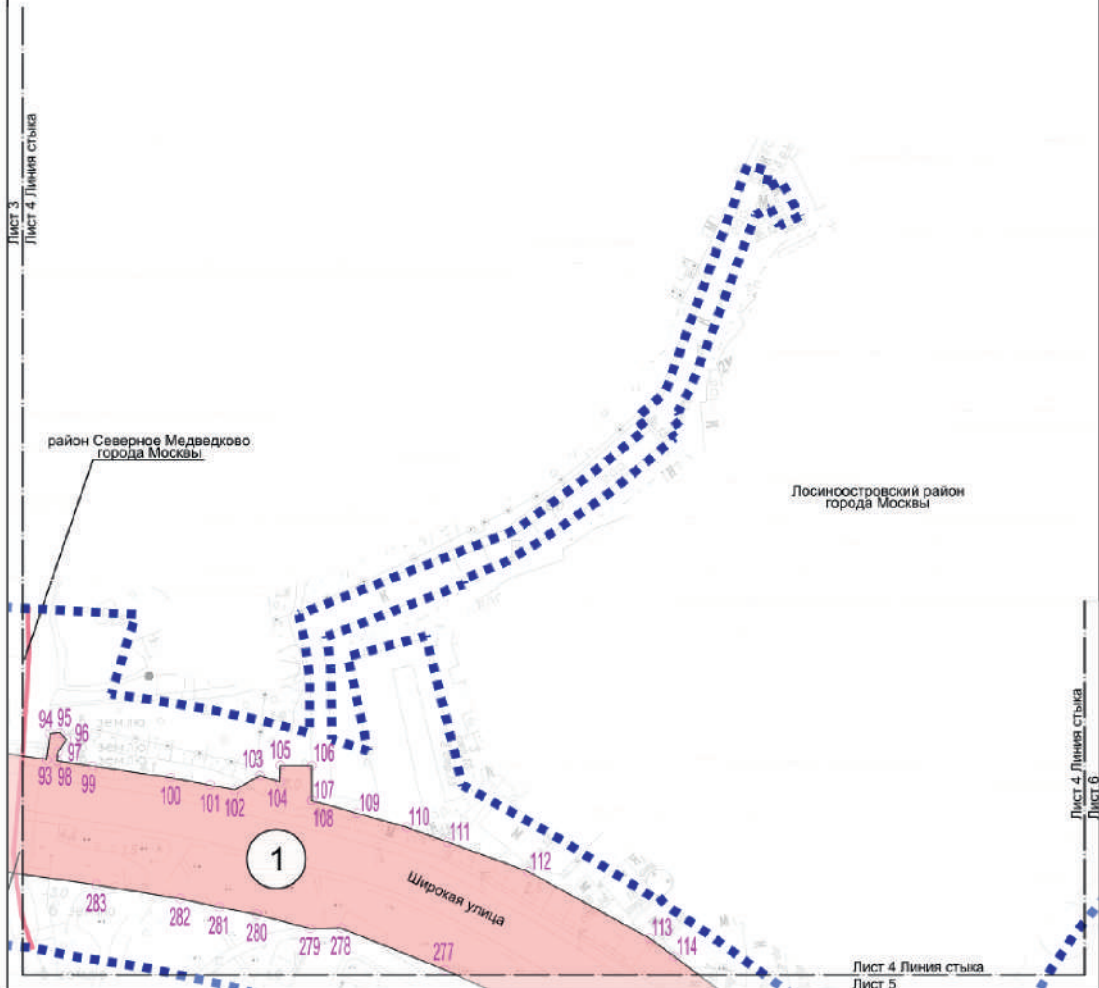 Лист 3
Лист 4 Линия стыка
район Северное Медведково
города Москвы
Лосиноостровский район
города Москвы
94 95
96
97
93 98 99
землю
землю
землю
100
101
102
103
104
105
106
107
108
109
110
111
112
113
114
1
Широкая улица
283
282
281
280
279
278
277
Лист 4 Линия стыка
Лист 6
Лист 4 Линия стыка
Лист 5